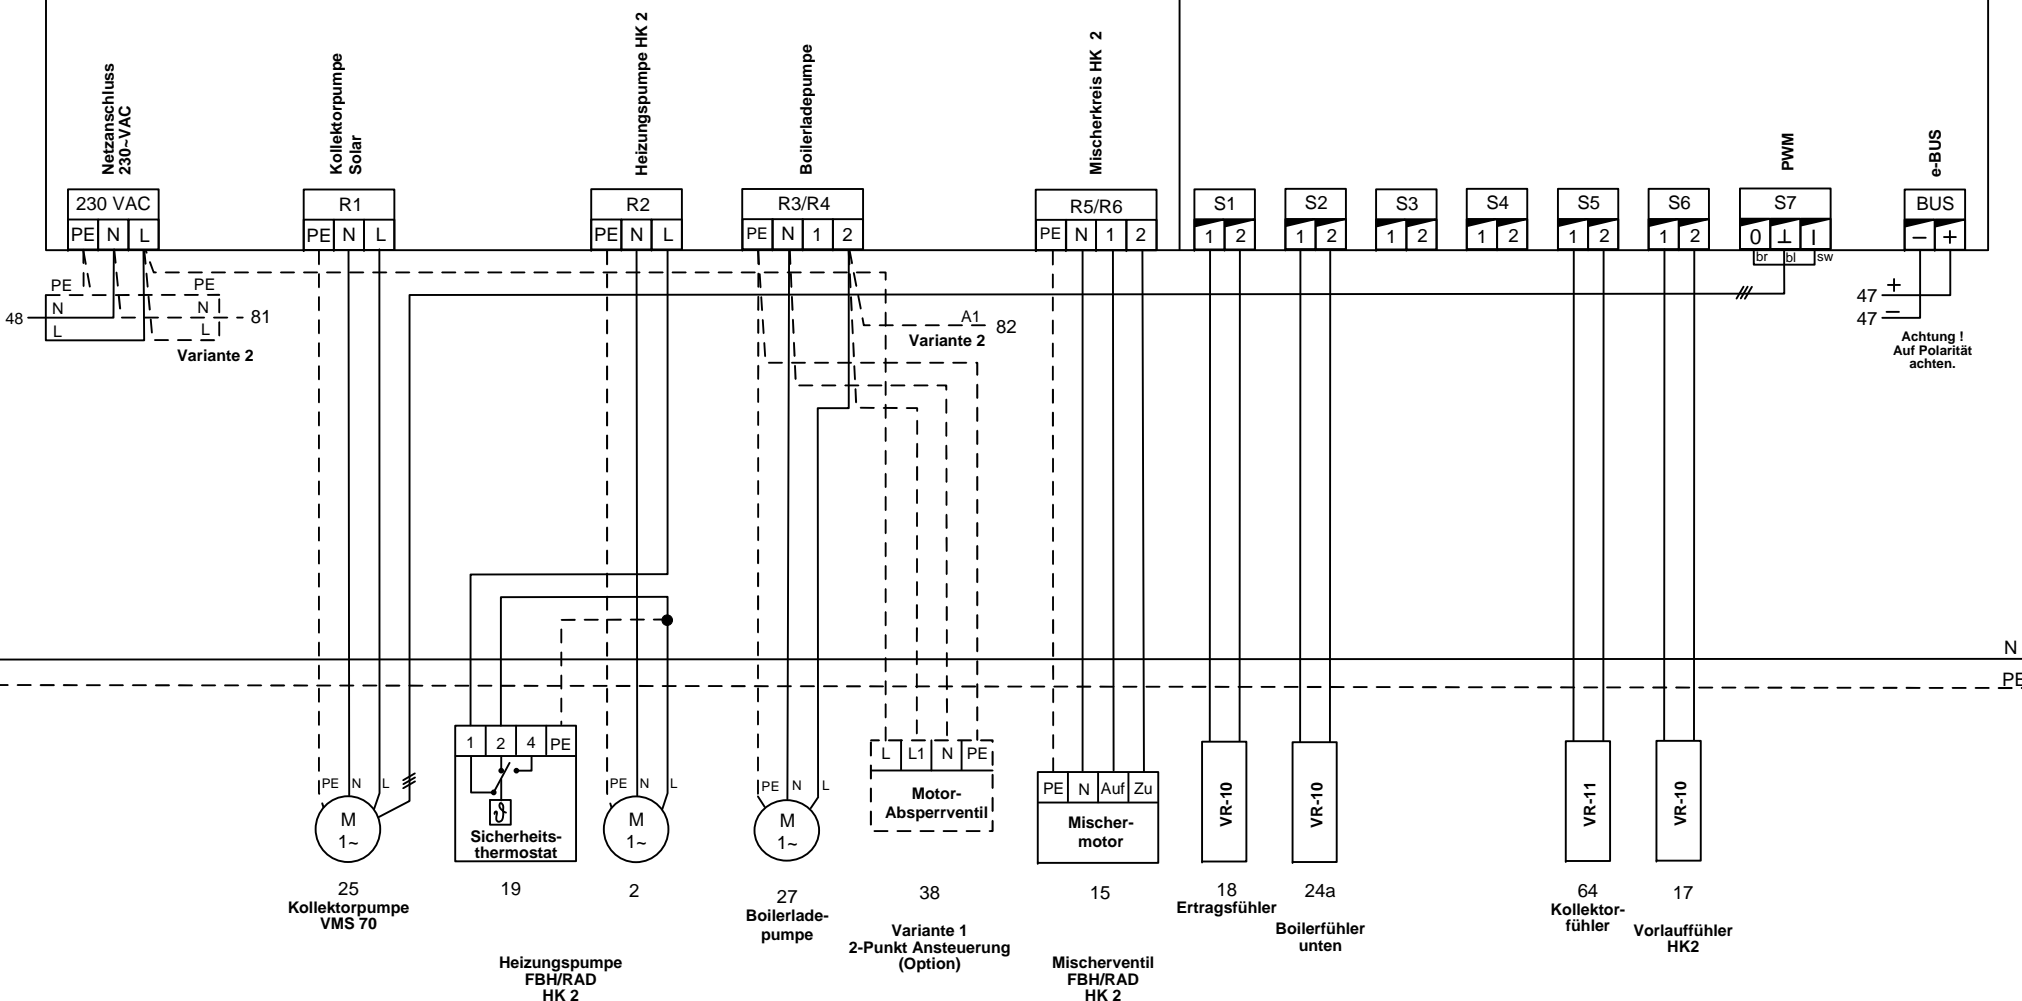 Netzanschluss
230~VAC
Kollektorpumpe
Solar
Heizungspumpe HK 2
Boilerladepumpe
Mischerkreis HK 2
PWM
e-BUS
230 VAC
R1
R2
R3/R4
R5/R6
S1
S2
S3
S4
S5
S6
S7
BUS
PE N L
PE N L
PE N L
PE N 1 2
PE N 1 2
1 2
1 2
1 2
1 2
1 2
1 2
0 ⊥ I
− +
br bl sw
PE
N
L
48
PE
N
L
81
Variante 2
A1
82
Variante 2
47 +
47 −
Achtung !
Auf Polarität
achten.
N
PE
1 2 4 PE
ϑ
Sicherheits-
thermostat
L L1 N PE
Motor-
Absperrventil
PE N Auf Zu
Mischer-
motor
PE N L
M
1~
PE N L
M
1~
PE N L
M
1~
VR-10
VR-10
VR-11
VR-10
25
Kollektorpumpe
VMS 70
19
2
Heizungspumpe
FBH/RAD
HK 2
27
Boilerlade-
pumpe
38
Variante 1
2-Punkt Ansteuerung
(Option)
15
Mischerventil
FBH/RAD
HK 2
18
Ertragsfühler
24a
Boilerfühler
unten
64
Kollektor-
fühler
17
Vorlauffühler
HK2